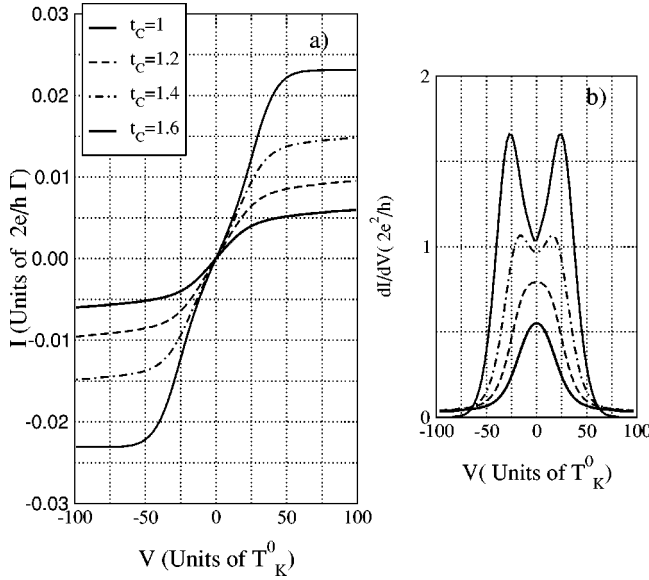 t_C=1
t_C=1.2
t_C=1.4
t_C=1.6
a)
0.03
0.02
0.01
0.00
-0.01
-0.02
-0.03
I (Units of 2e/h Γ)
-100 -50 0 50 100
V (Units of T^0_K)
b)
2
1
0
dI/dV( 2e^2/h)
-100 -50 0 50 100
V( Units of T^0_K)